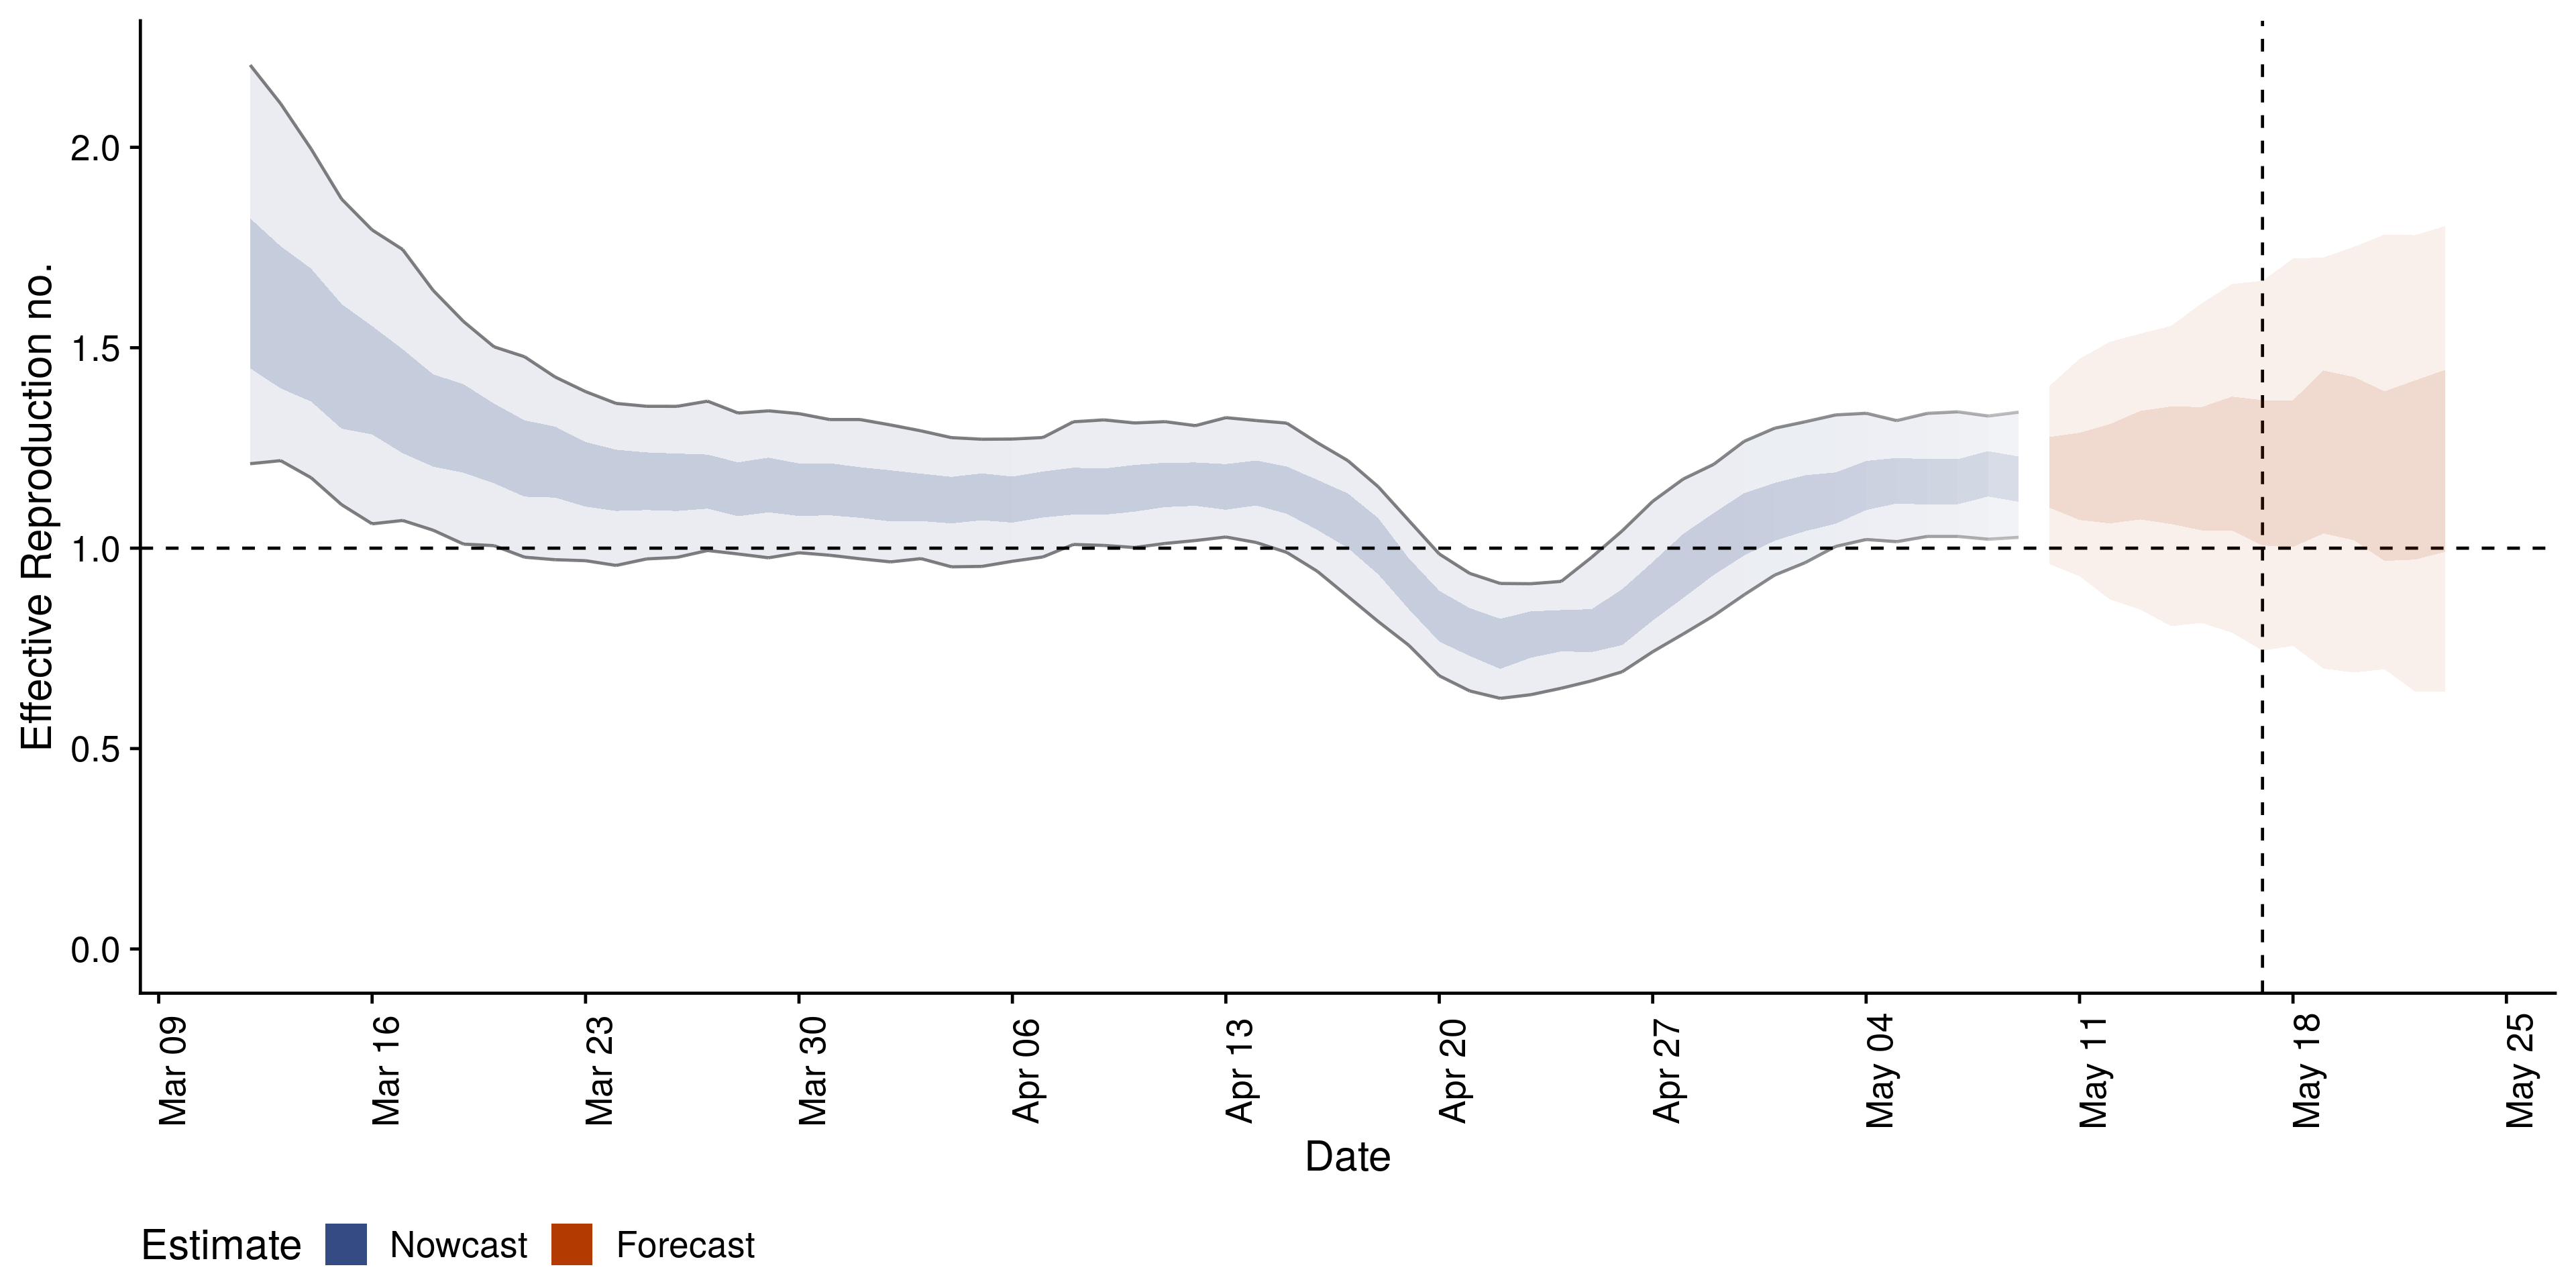 Effective Reproduction no.
2.0
1.5
1.0
0.5
0.0
Mar 09
Mar 16
Mar 23
Mar 30
Apr 06
Apr 13
Apr 20
Apr 27
May 04
May 11
May 18
May 25
Date
Estimate Nowcast Forecast